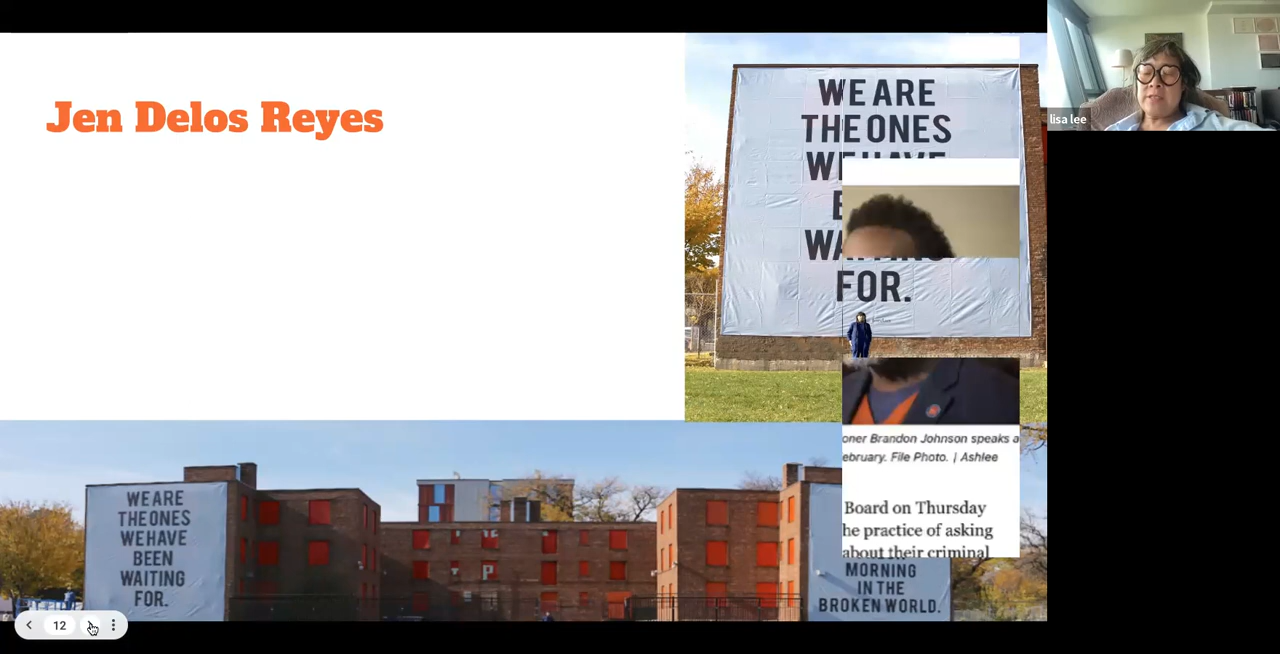 Jen Delos Reyes
WE ARE
THE ONES
WE HAVE
FOR.
lisa lee
oner Brandon Johnson speaks a
ebruary. File Photo. | Ashlee
Board on Thursday
he practice of asking
about their criminal
WE ARE
THE ONES
WE HAVE
BEEN
WAITING
FOR.
MORNING
IN THE
BROKEN WORLD.
12